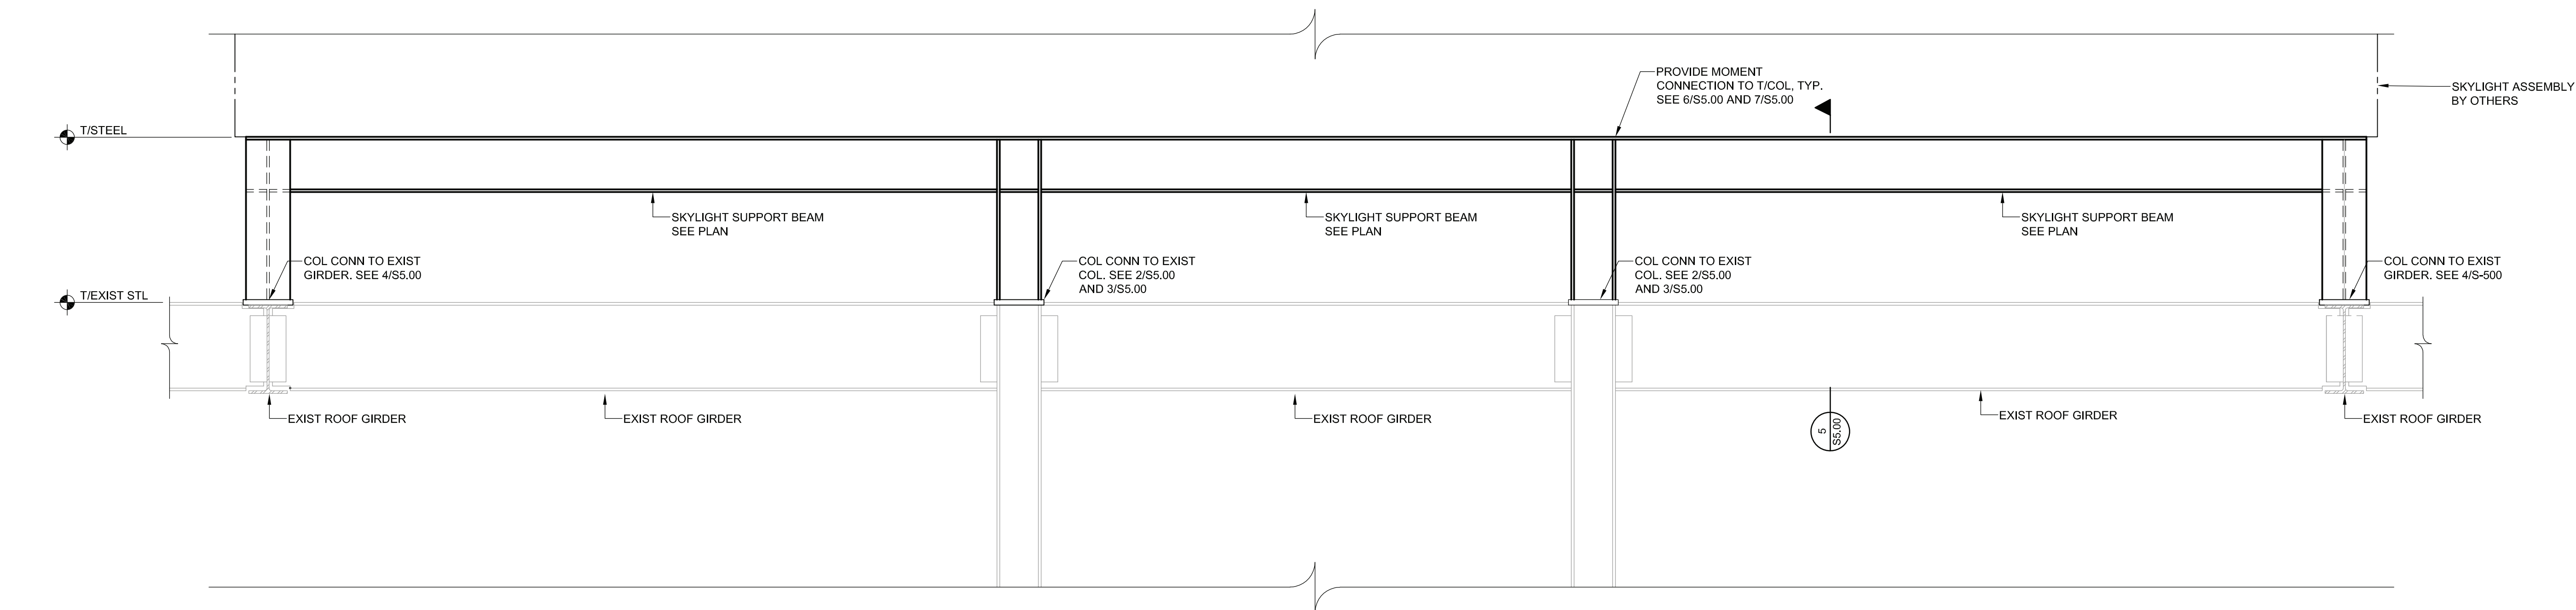 PROVIDE MOMENT
CONNECTION TO T/COL, TYP.
SEE 6/S5.00 AND 7/S5.00
SKYLIGHT ASSEMBLY
BY OTHERS
T/STEEL
SKYLIGHT SUPPORT BEAM
SEE PLAN
SKYLIGHT SUPPORT BEAM
SEE PLAN
SKYLIGHT SUPPORT BEAM
SEE PLAN
COL CONN TO EXIST
GIRDER. SEE 4/S5.00
COL CONN TO EXIST
COL. SEE 2/S5.00
AND 3/S5.00
COL CONN TO EXIST
COL. SEE 2/S5.00
AND 3/S5.00
COL CONN TO EXIST
GIRDER. SEE 4/S-500
T/EXIST STL
EXIST ROOF GIRDER
EXIST ROOF GIRDER
EXIST ROOF GIRDER
EXIST ROOF GIRDER
EXIST ROOF GIRDER
5
S5.00